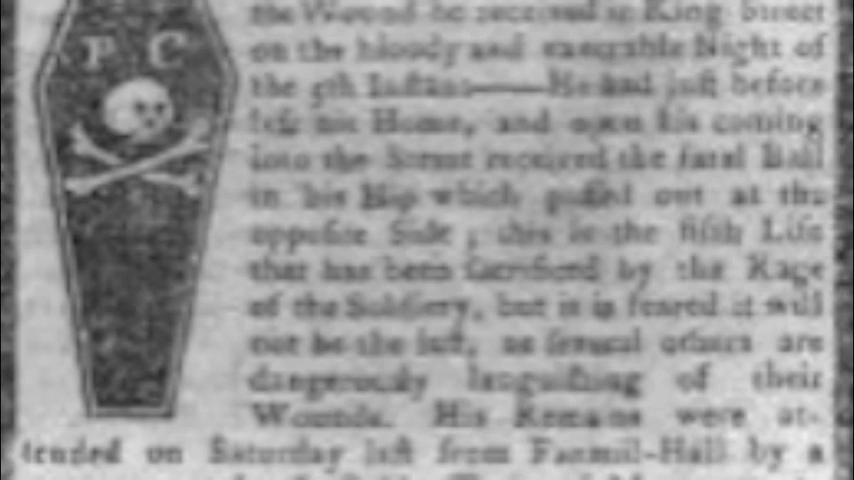 P C
the Wound he received in King Street
on the bloody and execrable Night of
the 5th Instant——He had just before
left his Home, and upon his coming
into the Street received the fatal Ball
in his Hip which passed out at the
opposite Side ; this is the fifth Life
that has been sacrificed by the Rage
of the Soldiery, but it is feared it will
not be the last, as several others are
dangerously languishing of their
Wounds. His Remains were at-
tended on Saturday last from Faneuil-Hall by a